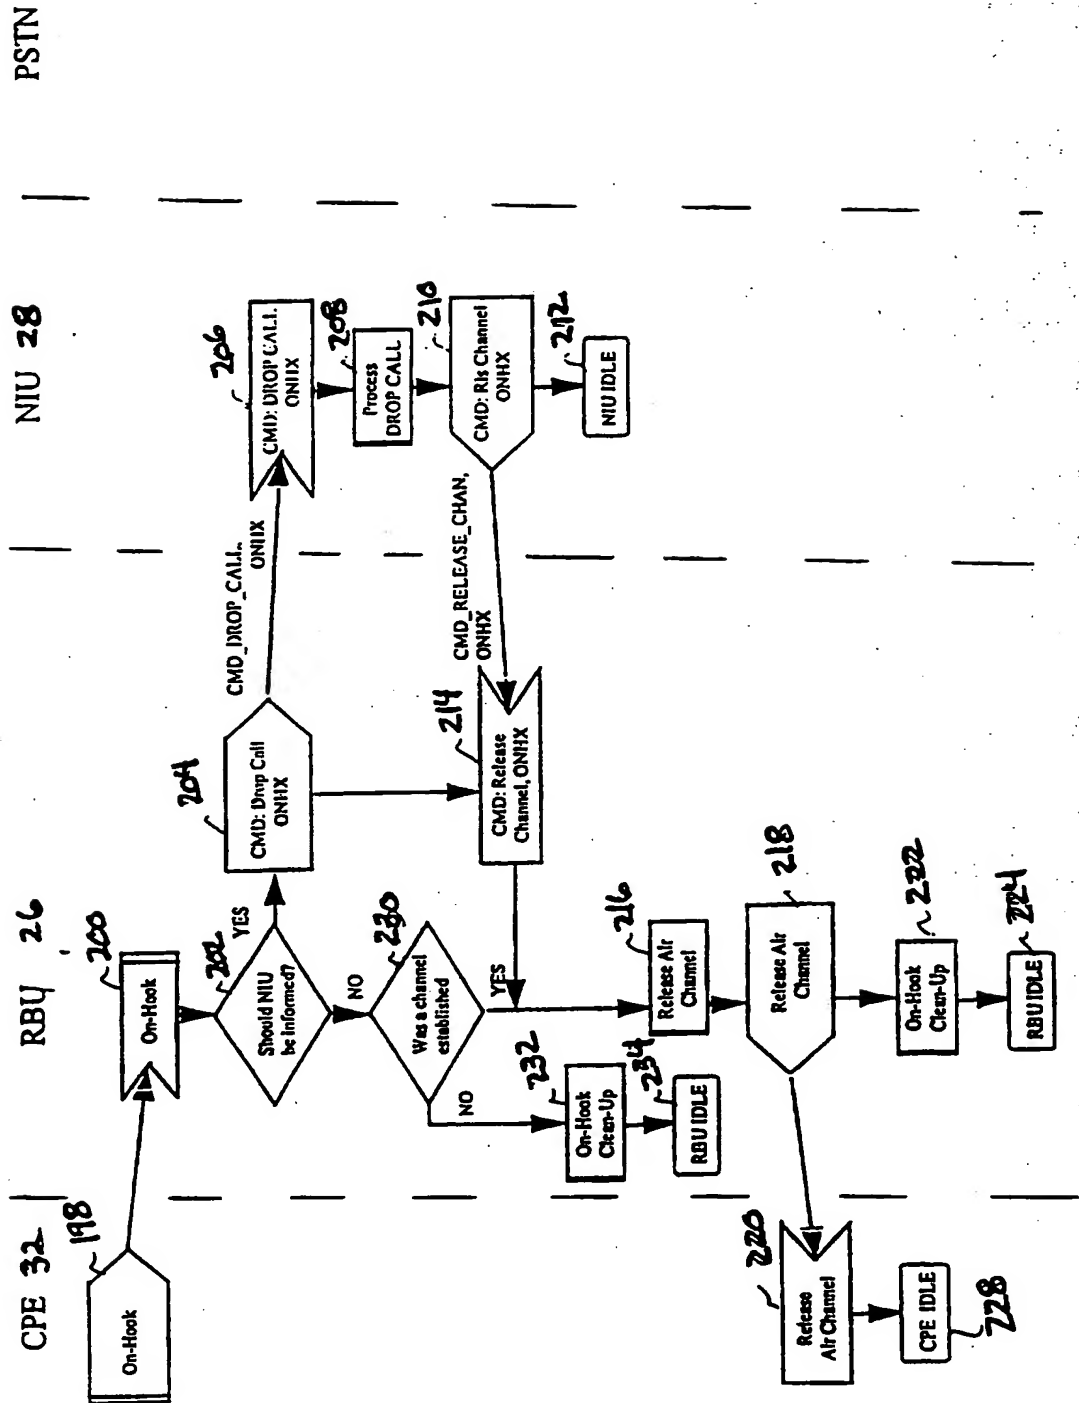 CPE 32
RBU 26
NIU 28
PSTN
198
On-Hook
200
On-Hook
202
Should NIU
be informed?
YES
NO
204
CMD: Drop Call
ONHX
CMD_DROP_CALL,
ONHX
206
CMD: DROP CALL,
ONHX
208
Process
DROP CALL
210
CMD: Rls Channel
ONHX
212
NIU IDLE
CMD_RELEASE_CHAN,
ONHX
214
CMD: Release
Channel, ONHX
230
Was a channel
established
YES
NO
232
On-Hook
Clean-Up
234
RBU IDLE
216
Release Air
Channel
218
Release Air
Channel
220
Release
Air Channel
228
CPE IDLE
222
On-Hook
Clean-Up
224
RBU IDLE